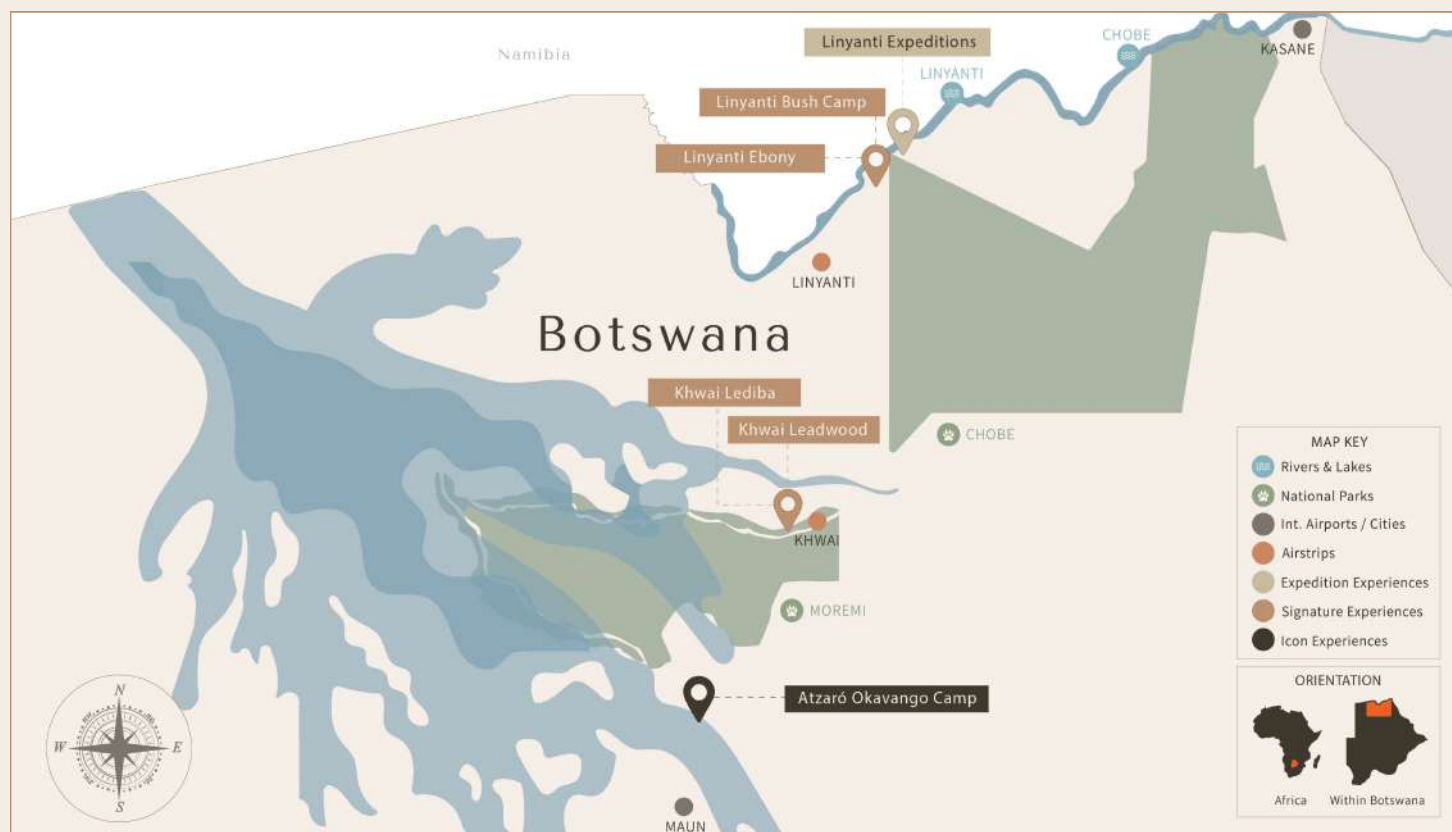 Namibia
Linyanti Expeditions
CHOBE
KASANE
LINYANTI
Linyanti Bush Camp
Linyanti Ebony
LINYANTI
Botswana
Khwai Lediba
Khwai Leadwood
CHOBE
KHWAI
MOREMI
Atzaró Okavango Camp
MAUN
N
W
E
S
MAP KEY
Rivers & Lakes
National Parks
Int. Airports / Cities
Airstrips
Expedition Experiences
Signature Experiences
Icon Experiences
ORIENTATION
Africa
Within Botswana